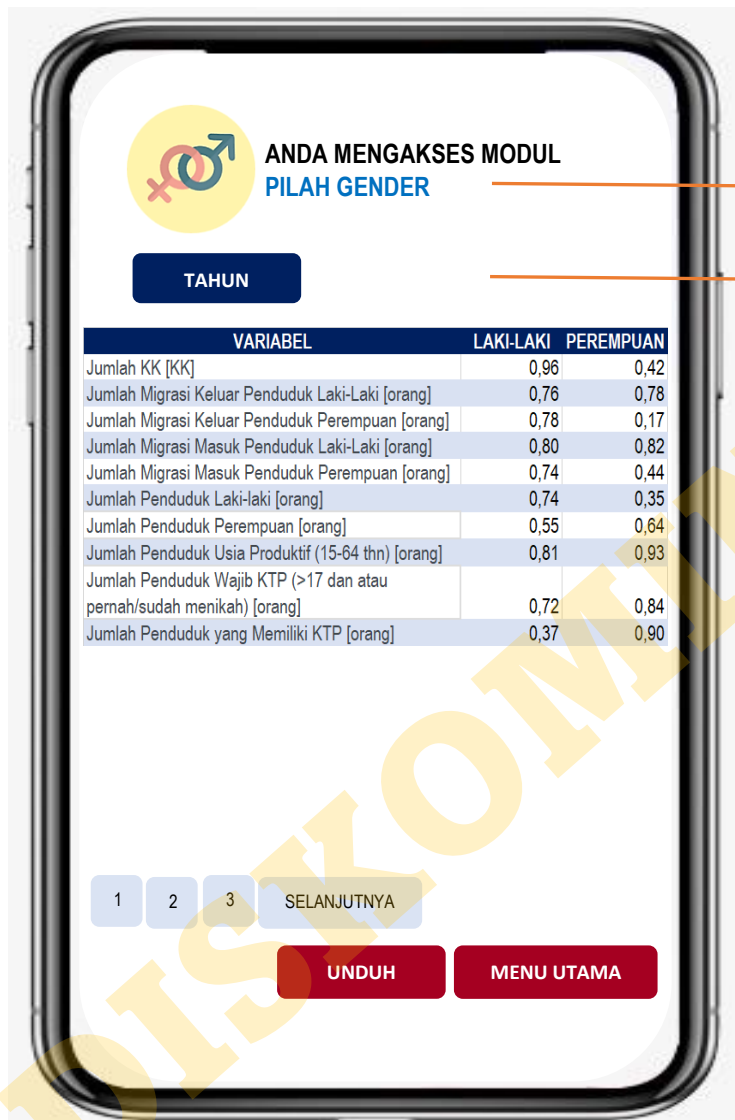 ANDA MENGAKSES MODUL
PILAH GENDER
TAHUN
VARIABEL LAKI-LAKI PEREMPUAN
Jumlah KK [KK] 0,96 0,42
Jumlah Migrasi Keluar Penduduk Laki-Laki [orang] 0,76 0,78
Jumlah Migrasi Keluar Penduduk Perempuan [orang] 0,78 0,17
Jumlah Migrasi Masuk Penduduk Laki-Laki [orang] 0,80 0,82
Jumlah Migrasi Masuk Penduduk Perempuan [orang] 0,74 0,44
Jumlah Penduduk Laki-laki [orang] 0,74 0,35
Jumlah Penduduk Perempuan [orang] 0,55 0,64
Jumlah Penduduk Usia Produktif (15-64 thn) [orang] 0,81 0,93
Jumlah Penduduk Wajib KTP (>17 dan atau
pernah/sudah menikah) [orang] 0,72 0,84
Jumlah Penduduk yang Memiliki KTP [orang] 0,37 0,90
1 2 3 SELANJUTNYA
UNDUH MENU UTAMA
DISKOMIN